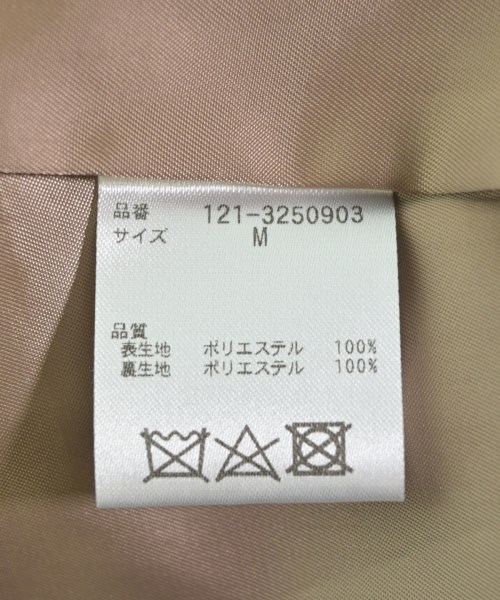 品番 121-3250903
サイズ M
品質
表生地 ポリエステル 100%
裏生地 ポリエステル 100%